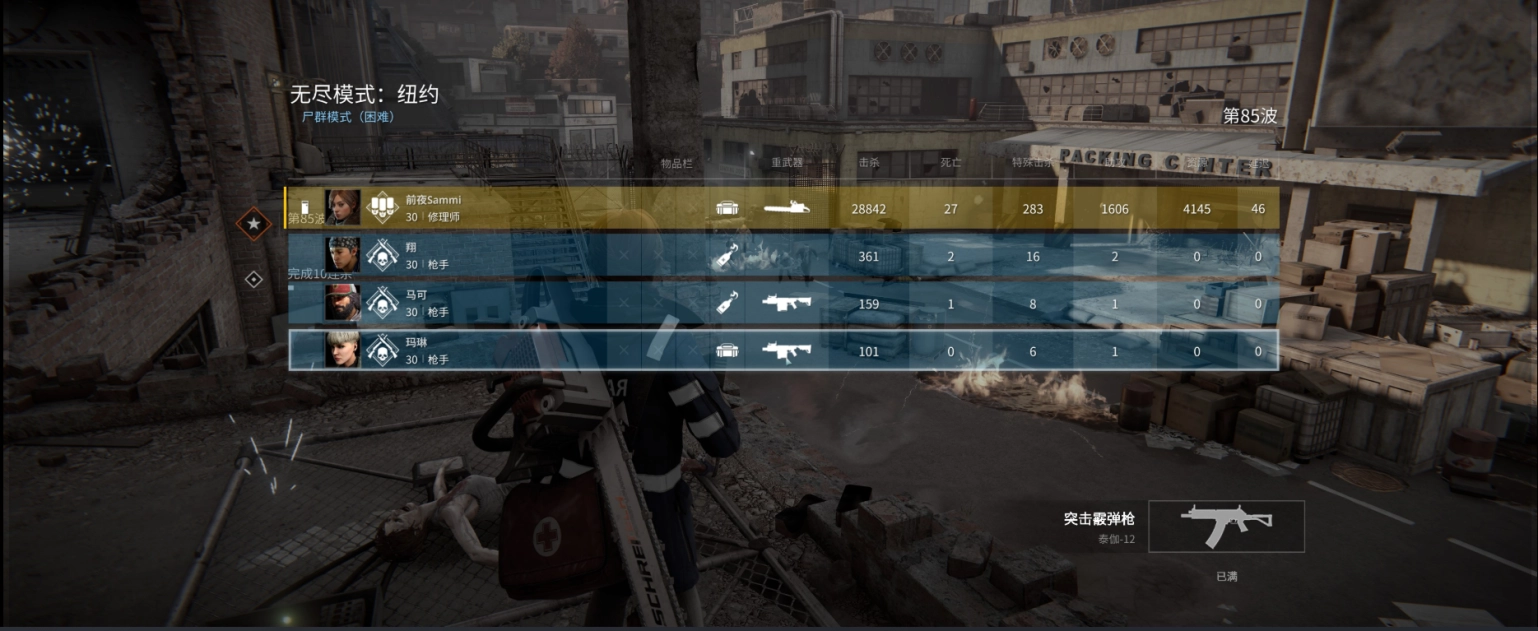 无尽模式：纽约
尸群模式（困难）
第85波
物品栏 重武器 击杀 死亡 特殊击杀
PACKING CENTER
前夜Sammi
30 | 修理师
28842 27 283 1606 4145 46
第85波
翔
30 | 枪手
361 2 16 2 0 0
完成10连杀
马可
30 | 枪手
159 1 8 1 0 0
玛琳
30 | 枪手
101 0 6 1 0 0
SCHREI
突击霰弹枪
泰伽-12
已满